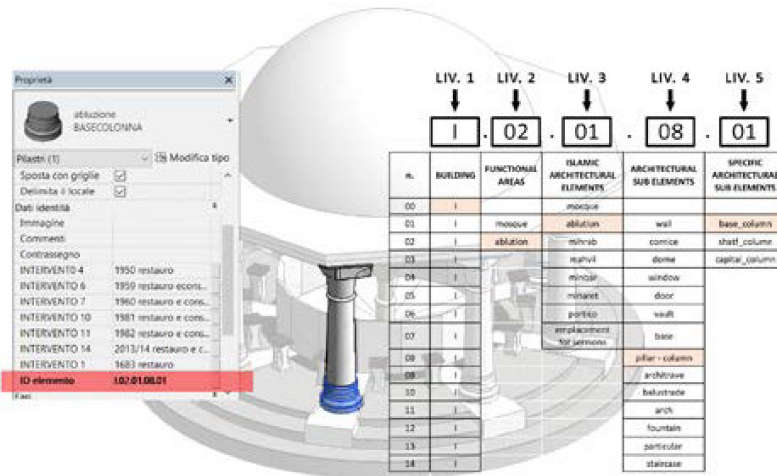 Proprietà
abluzione
BASECOLONNA
Pilastri (1)
Modifica tipo
Sposta con griglie
Delimita il locale
Dati identità
Immagine
Commenti
Contrassegno
INTERVENTO 4 1950 restauro
INTERVENTO 6 1959 restauro econs...
INTERVENTO 7 1960 restauro e cons...
INTERVENTO 10 1981 restauro e cons...
INTERVENTO 11 1982 restauro e cons...
INTERVENTO 14 2013/14 restauro e c...
INTERVENTO 1 1683 restauro
ID elemento I.02.01.08.01
LIV. 1 LIV. 2 LIV. 3 LIV. 4 LIV. 5
I . 02 . 01 . 08 . 01
n. BUILDING FUNCTIONAL AREAS ISLAMIC ARCHITECTURAL ELEMENTS ARCHITECTURAL SUB ELEMENTS SPECIFIC ARCHITECTURAL SUB ELEMENTS
00 I mosque
01 I mosque ablution wall base_column
02 I ablution mihrab cornice shatf_column
03 I mahvil dome capital_column
04 I minbar window
05 I minaret door
06 I portico vault
07 I emplacement for sermons base
08 I pillar - column
09 I architrave
10 I balustrade
11 I arch
12 I fountain
13 I particular
14 I staircase